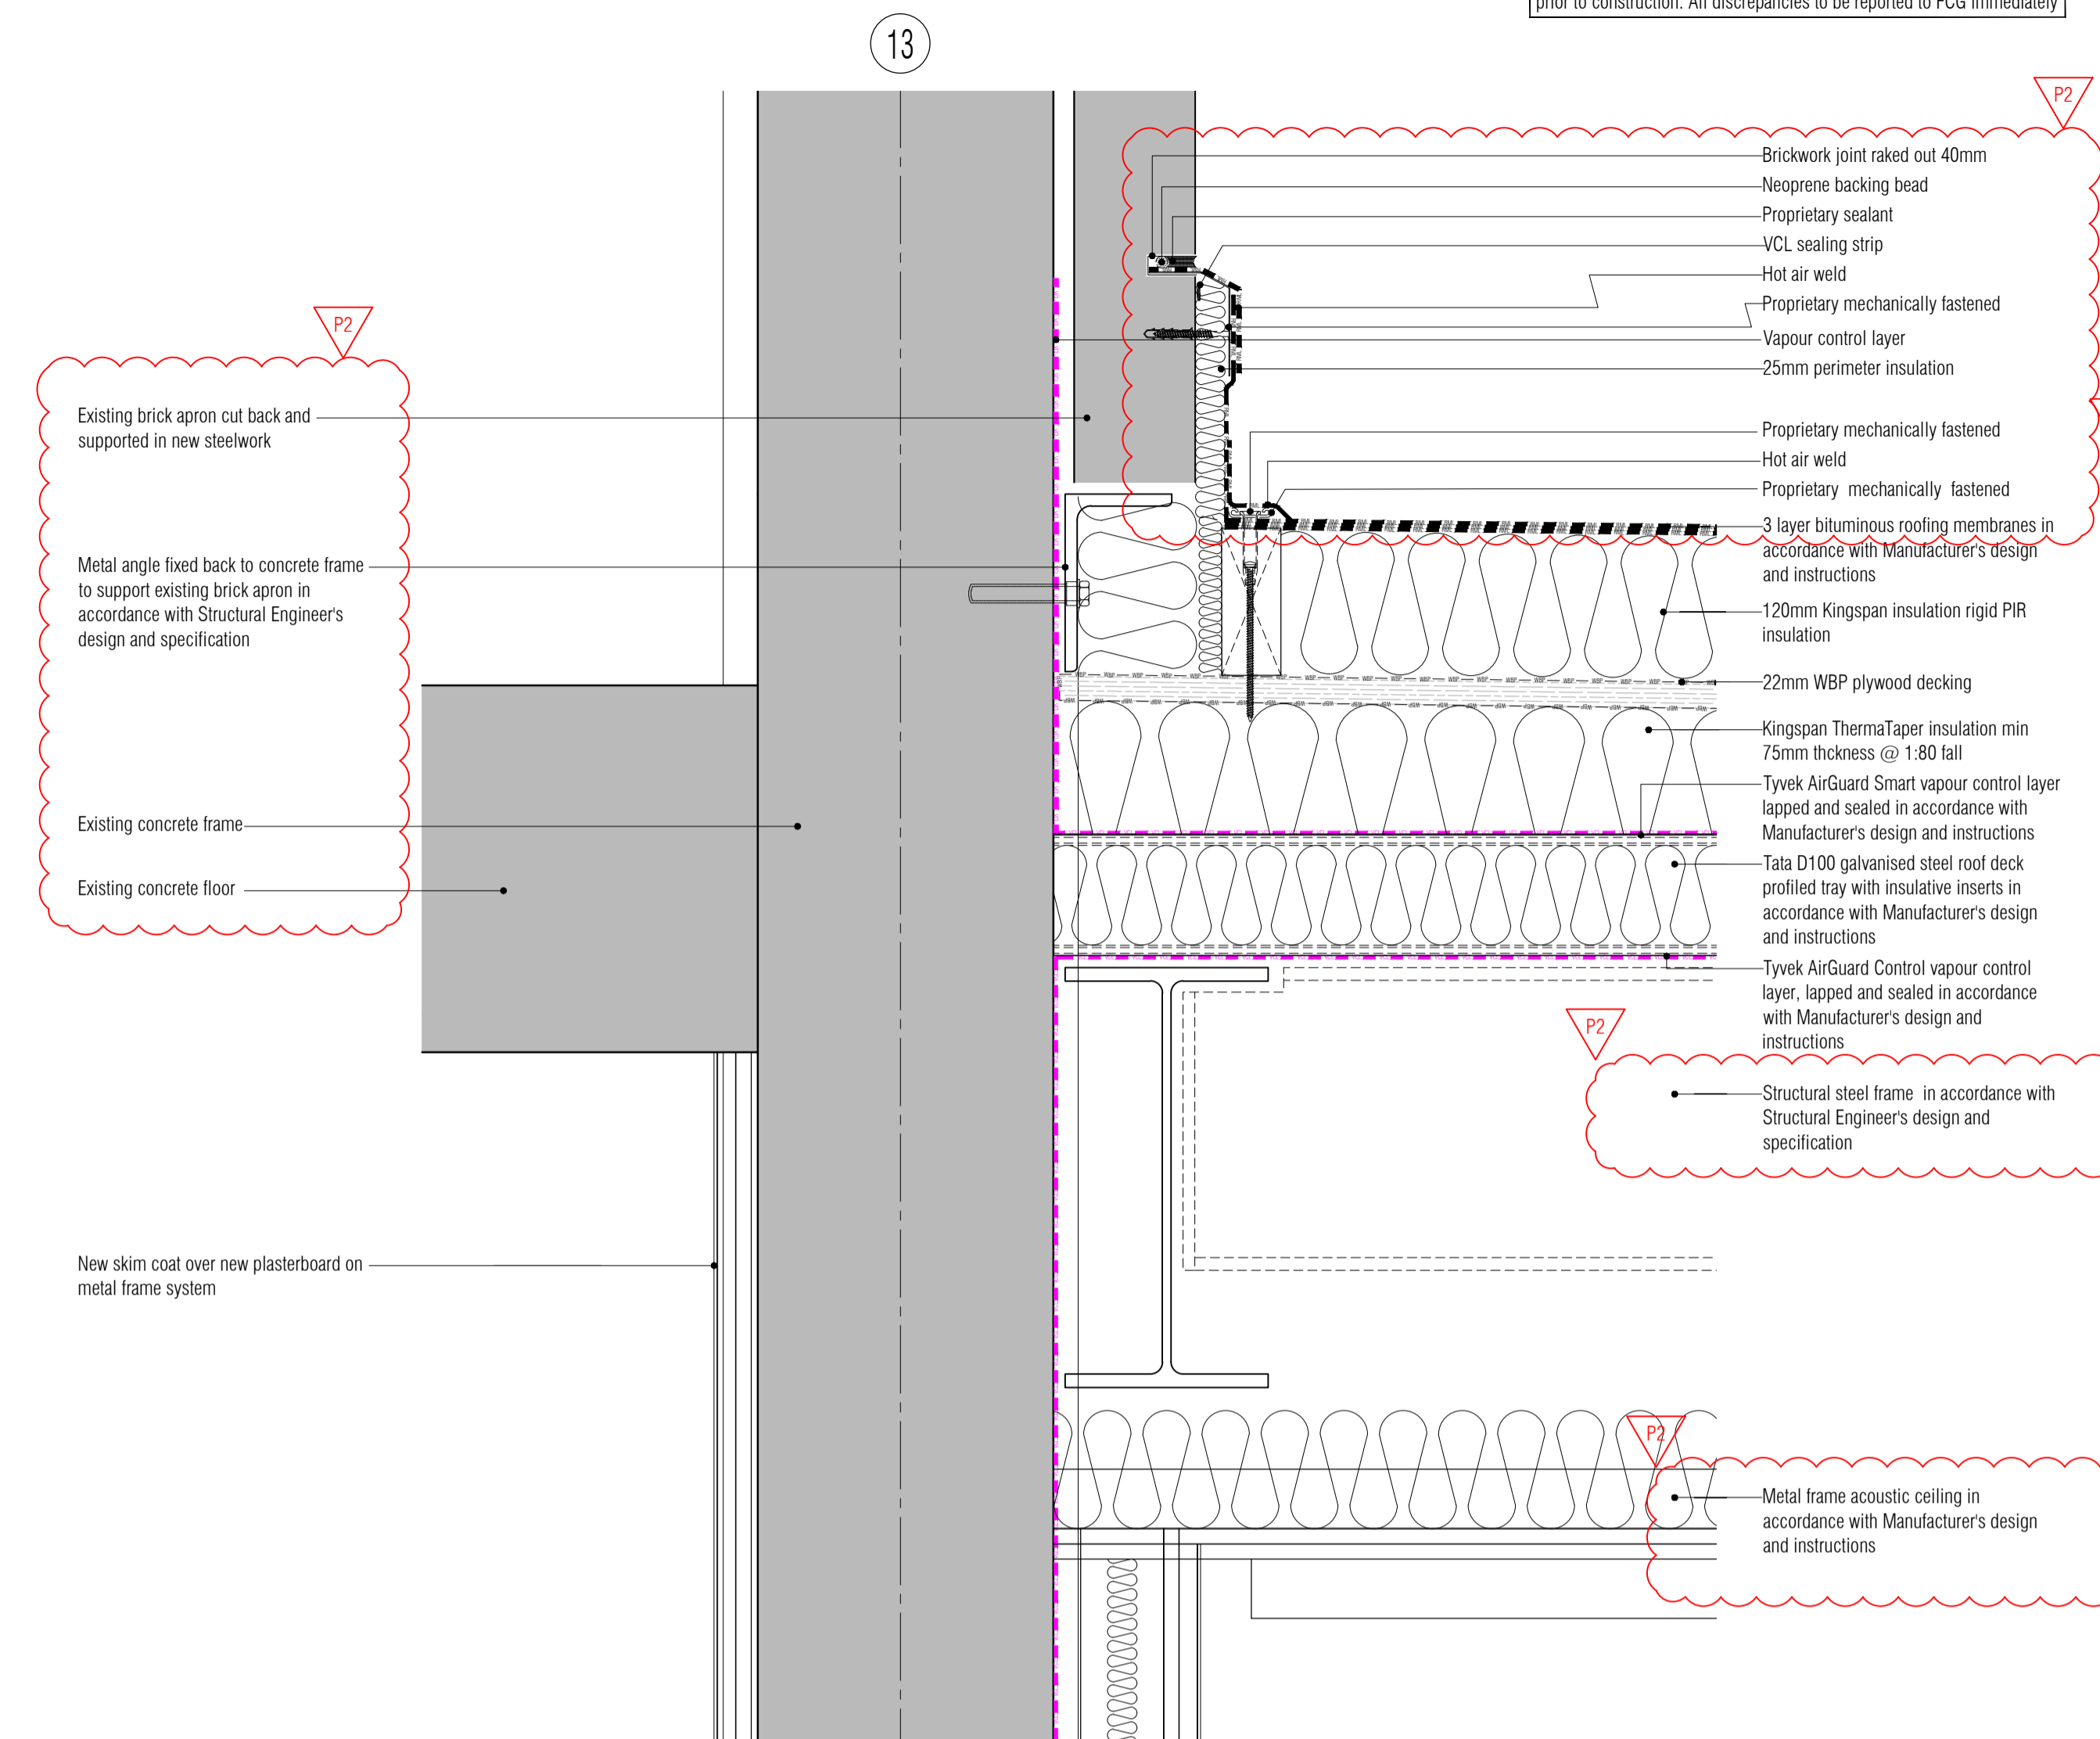 prior to construction. All discrepancies to be reported to FCG immediately
13
P2
Brickwork joint raked out 40mm
Neoprene backing bead
Proprietary sealant
VCL sealing strip
Hot air weld
Proprietary mechanically fastened
Vapour control layer
25mm perimeter insulation
Proprietary mechanically fastened
Hot air weld
Proprietary mechanically fastened
3 layer bituminous roofing membranes in
accordance with Manufacturer's design
and instructions
120mm Kingspan insulation rigid PIR
insulation
22mm WBP plywood decking
Kingspan ThermaTaper insulation min
75mm thckness @ 1:80 fall
Tyvek AirGuard Smart vapour control layer
lapped and sealed in accordance with
Manufacturer's design and instructions
Tata D100 galvanised steel roof deck
profiled tray with insulative inserts in
accordance with Manufacturer's design
and instructions
Tyvek AirGuard Control vapour control
layer, lapped and sealed in accordance
with Manufacturer's design and
instructions
P2
Structural steel frame in accordance with
Structural Engineer's design and
specification
P2
Metal frame acoustic ceiling in
accordance with Manufacturer's design
and instructions
P2
Existing brick apron cut back and
supported in new steelwork
Metal angle fixed back to concrete frame
to support existing brick apron in
accordance with Structural Engineer's
design and specification
Existing concrete frame
Existing concrete floor
New skim coat over new plasterboard on
metal frame system